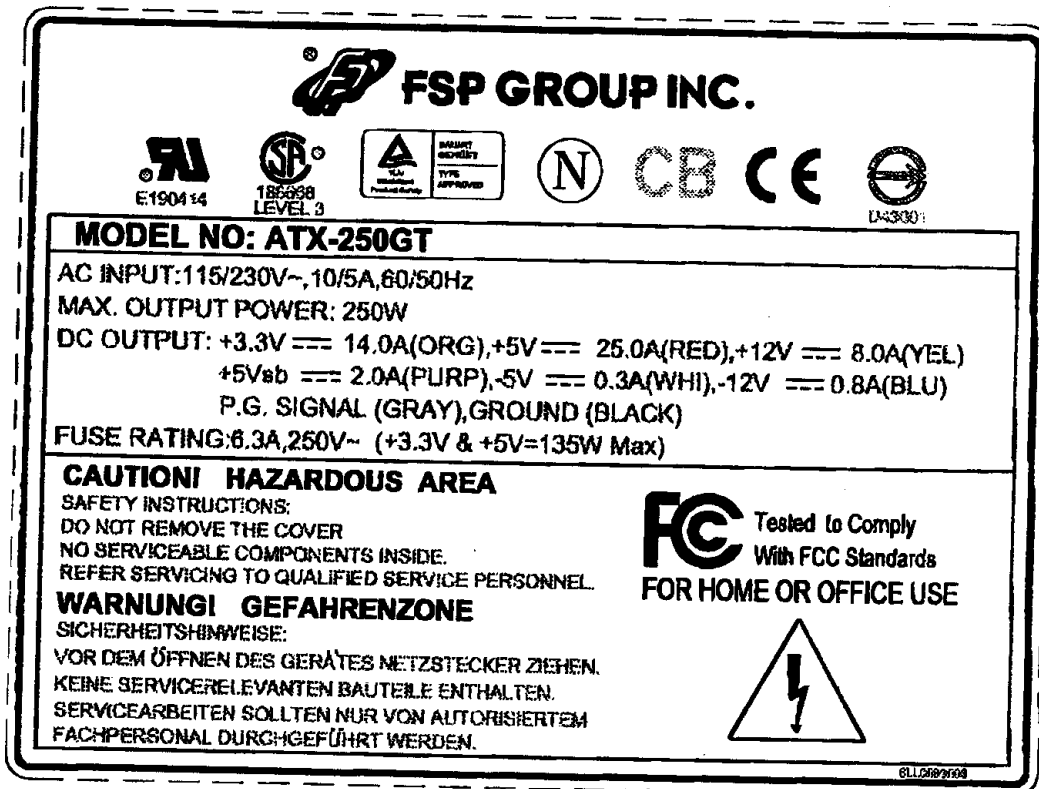 FSP GROUP INC.
E190414
LEVEL 3
TÜV
BAUART GEPRÜFT
TYPE APPROVED
N
CB
CE
MODEL NO: ATX-250GT
AC INPUT:115/230V~,10/5A,60/50Hz
MAX. OUTPUT POWER: 250W
DC OUTPUT: +3.3V ⎓ 14.0A(ORG),+5V ⎓ 25.0A(RED),+12V ⎓ 8.0A(YEL)
+5Vsb ⎓ 2.0A(PURP),-5V ⎓ 0.3A(WHI),-12V ⎓ 0.8A(BLU)
P.G. SIGNAL (GRAY),GROUND (BLACK)
FUSE RATING:6.3A,250V~ (+3.3V & +5V=135W Max)
CAUTION! HAZARDOUS AREA
SAFETY INSTRUCTIONS:
DO NOT REMOVE THE COVER
NO SERVICEABLE COMPONENTS INSIDE.
REFER SERVICING TO QUALIFIED SERVICE PERSONNEL.
WARNUNG! GEFAHRENZONE
SICHERHEITSHINWEISE:
VOR DEM ÖFFNEN DES GERÄTES NETZSTECKER ZIEHEN.
KEINE SERVICERELEVANTEN BAUTEILE ENTHALTEN.
SERVICEARBEITEN SOLLTEN NUR VON AUTORISIERTEM
FACHPERSONAL DURCHGEFÜHRT WERDEN.
FC
Tested to Comply
With FCC Standards
FOR HOME OR OFFICE USE